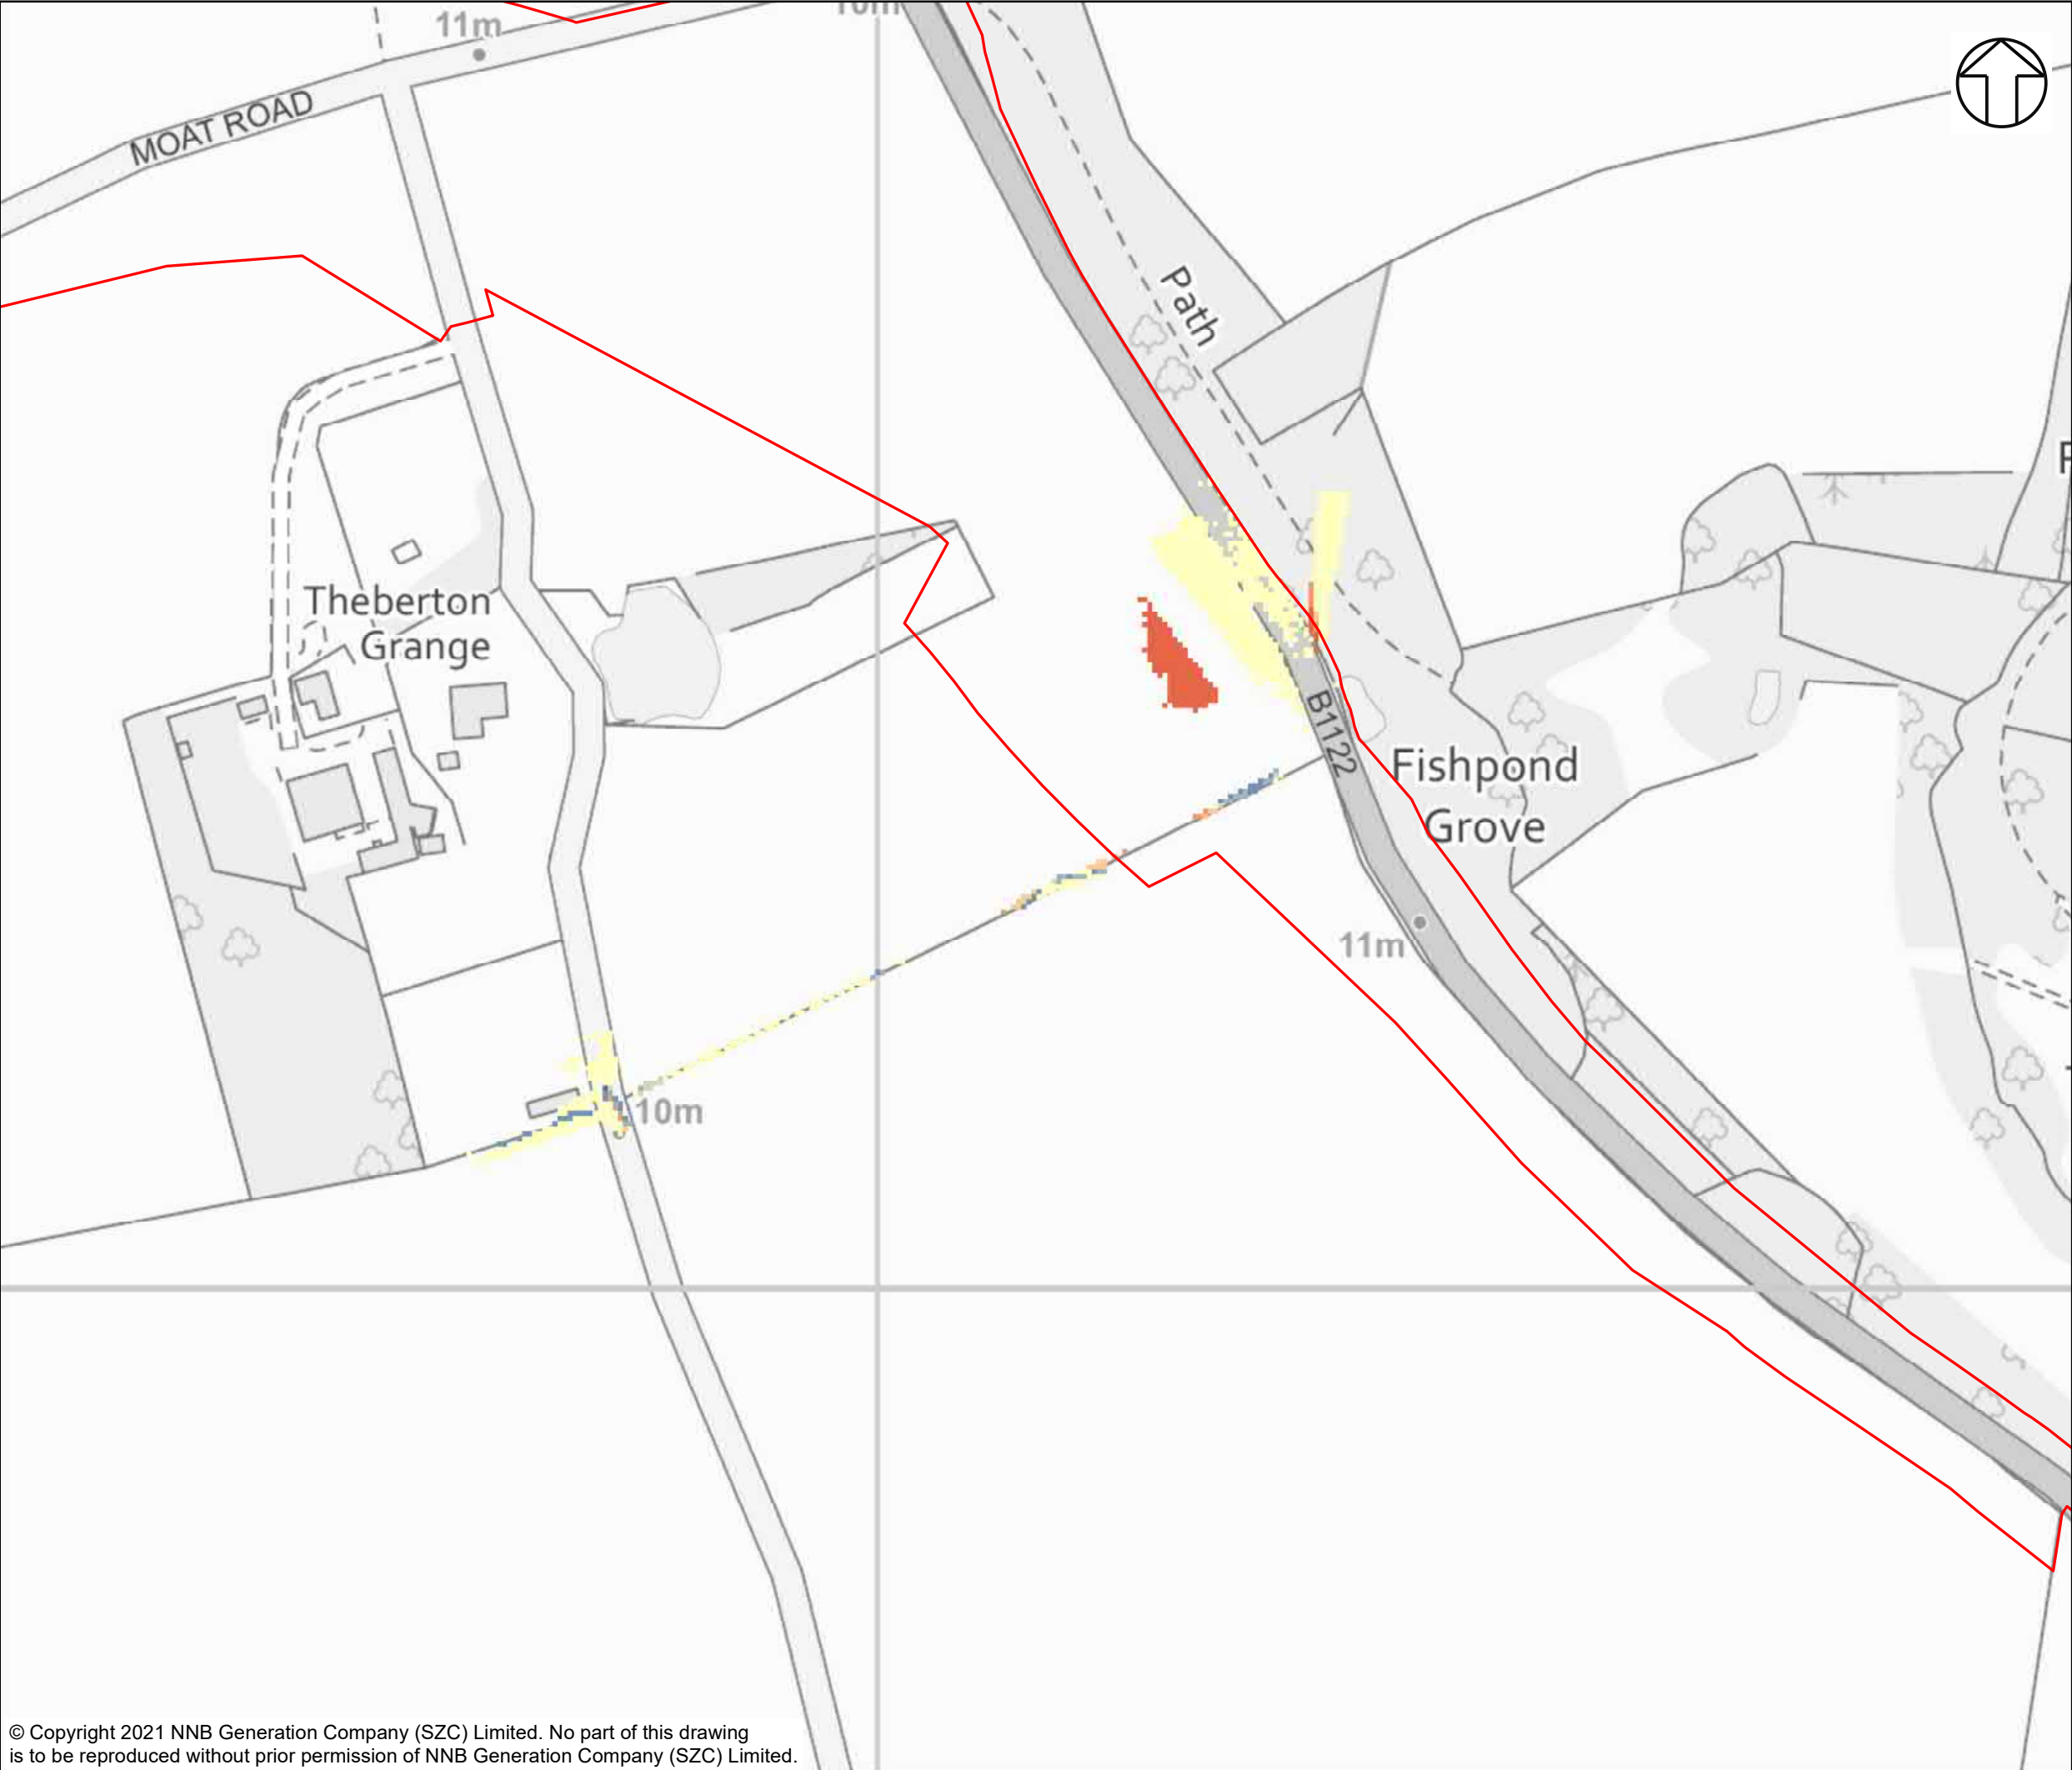 11m
10m
MOAT ROAD
Path
Theberton
Grange
B1122
Fishpond
Grove
11m
10m
© Copyright 2021 NNB Generation Company (SZC) Limited. No part of this drawing
is to be reproduced without prior permission of NNB Generation Company (SZC) Limited.